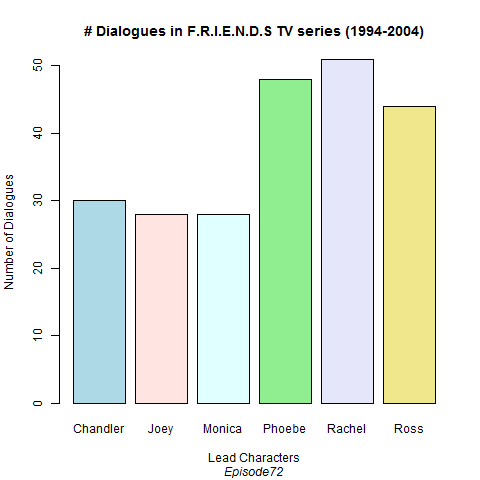 # Dialogues in F.R.I.E.N.D.S TV series (1994-2004)
Number of Dialogues
50
40
30
20
10
0
Chandler Joey Monica Phoebe Rachel Ross
Lead Characters
Episode72